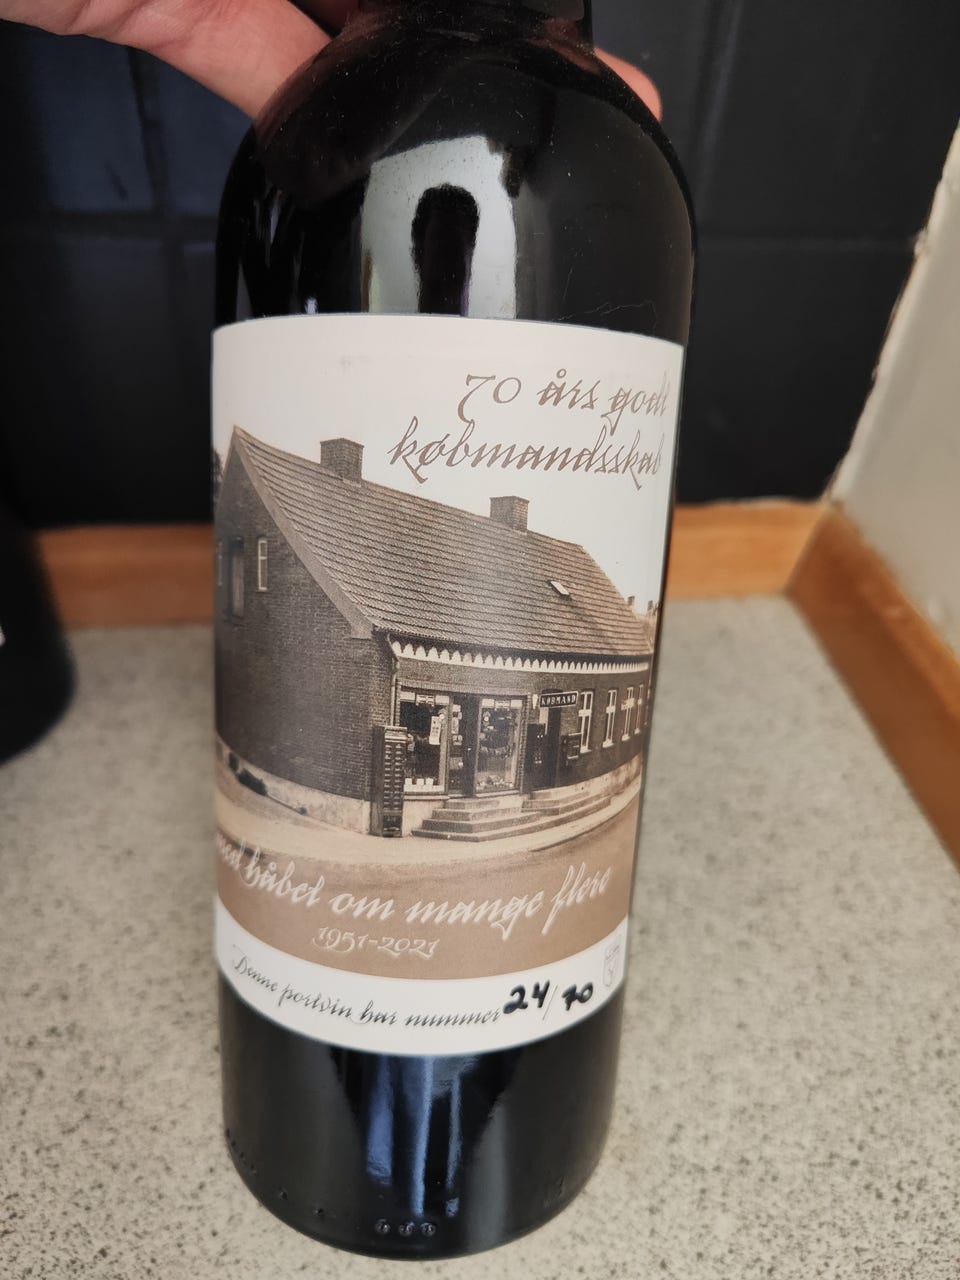 70 års godt
købmandsskab
KØBMAND
med håbet om mange flere
1951-2021
Denne portvin har nummer 24/70